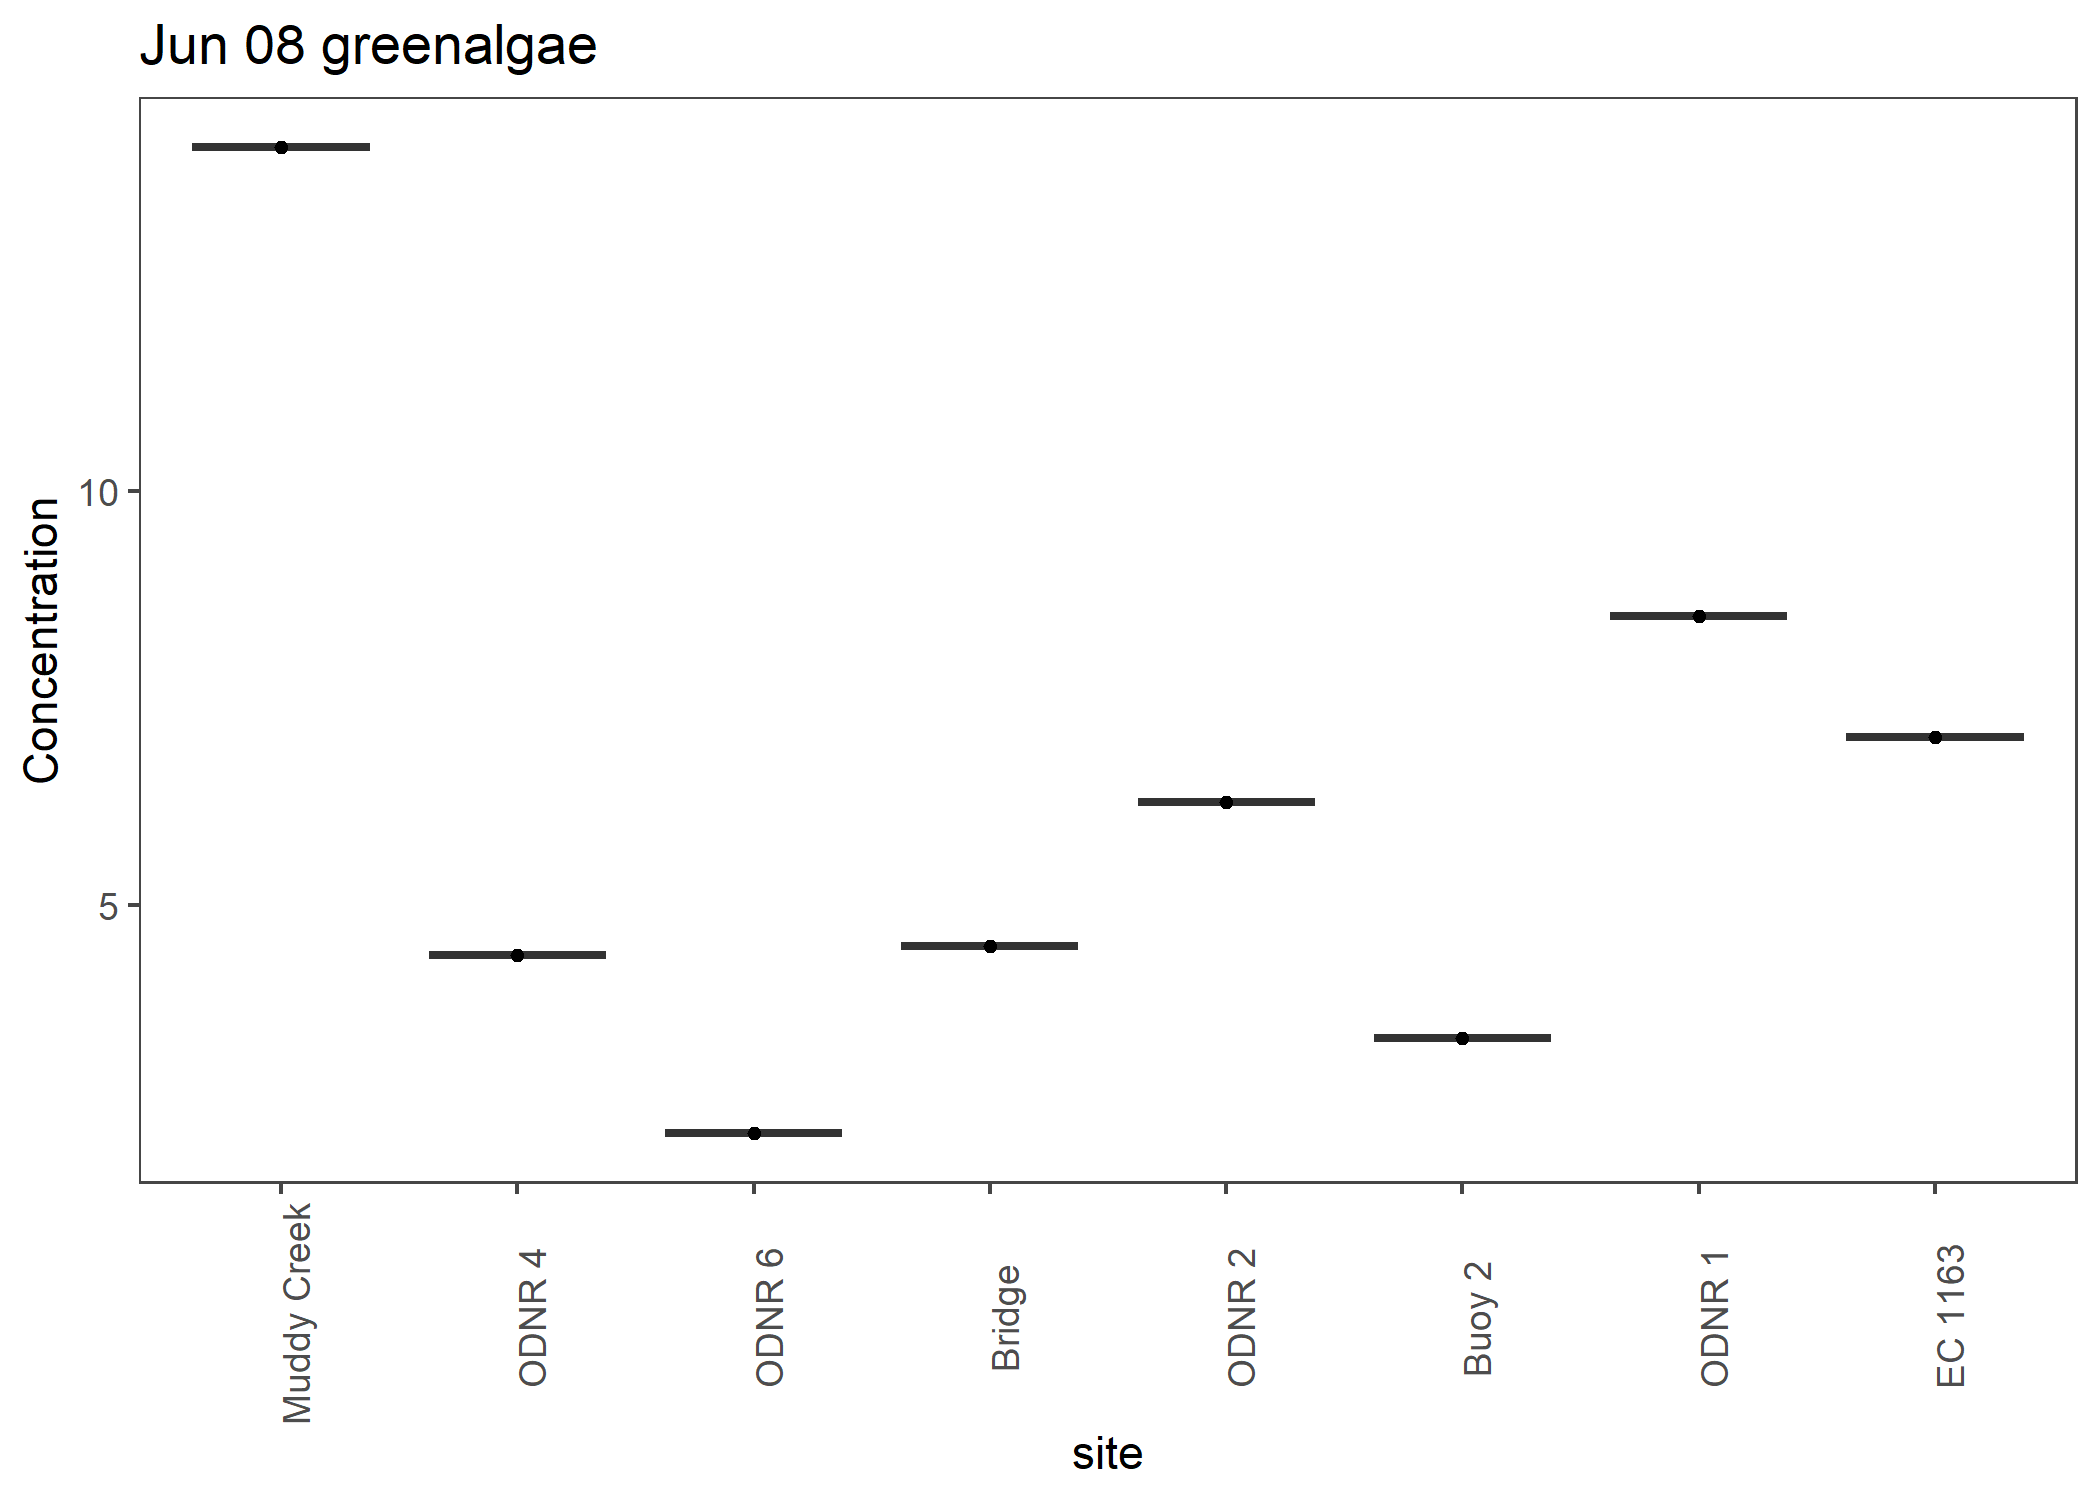 Jun 08 greenalgae
Concentration
10
5
Muddy Creek
ODNR 4
ODNR 6
Bridge
ODNR 2
Buoy 2
ODNR 1
EC 1163
site